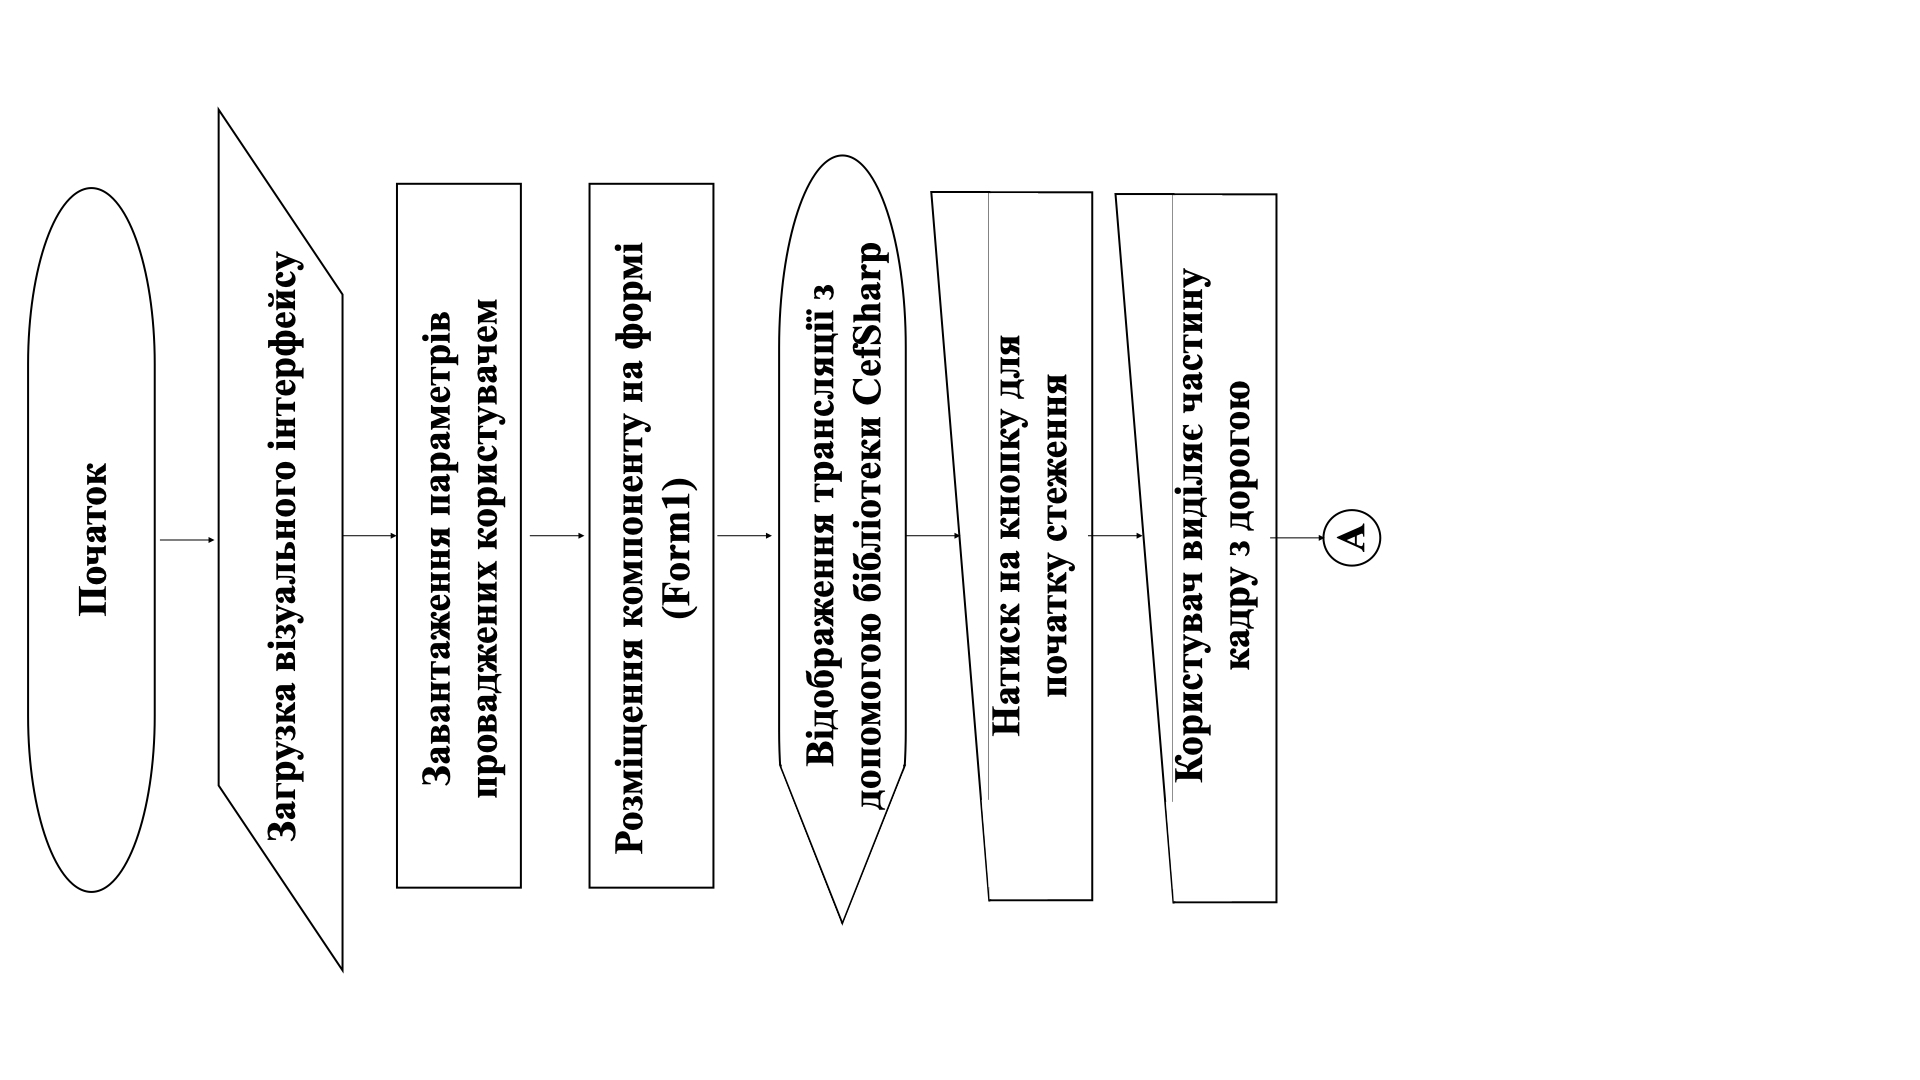 Початок
Загрузка візуального інтерфейсу
Завантаження параметрів
проваджених користувачем
Розміщення компоненту на формі
(Form1)
Відображення трансляції з
допомогою бібліотеки CefSharp
Натиск на кнопку для
початку стеження
Користувач виділяє частину
кадру з дорогою
А